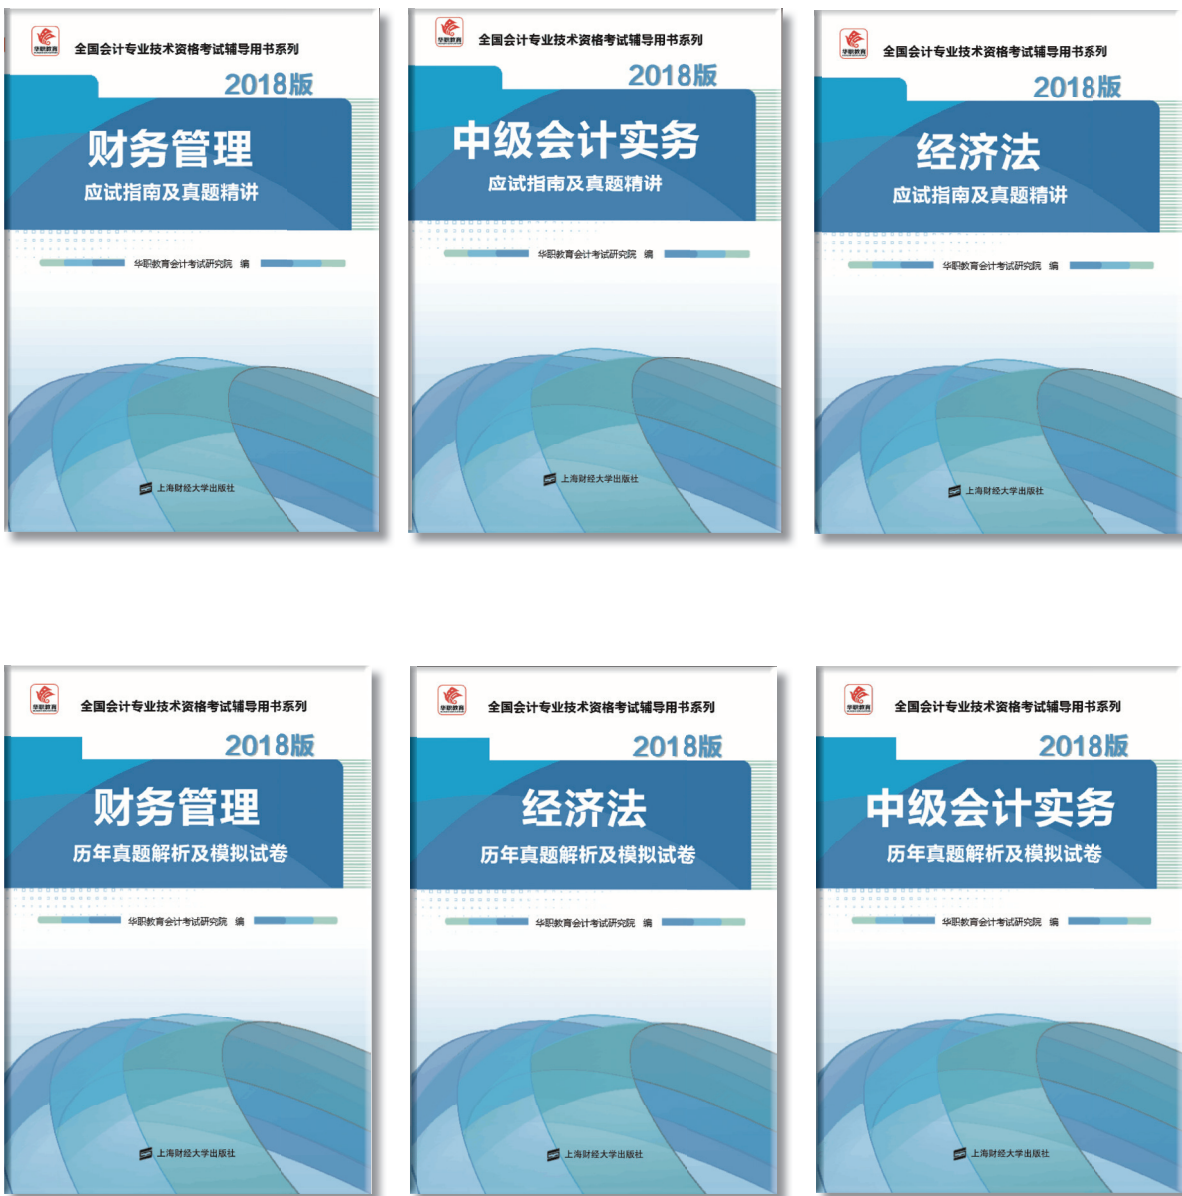 华职教育
全国会计专业技术资格考试辅导用书系列
2018版
财务管理
应试指南及真题精讲
华职教育会计考试研究院 编
上海财经大学出版社
华职教育
全国会计专业技术资格考试辅导用书系列
2018版
中级会计实务
应试指南及真题精讲
华职教育会计考试研究院 编
上海财经大学出版社
华职教育
全国会计专业技术资格考试辅导用书系列
2018版
经济法
应试指南及真题精讲
华职教育会计考试研究院 编
上海财经大学出版社
华职教育
全国会计专业技术资格考试辅导用书系列
2018版
财务管理
历年真题解析及模拟试卷
华职教育会计考试研究院 编
上海财经大学出版社
华职教育
全国会计专业技术资格考试辅导用书系列
2018版
经济法
历年真题解析及模拟试卷
华职教育会计考试研究院 编
上海财经大学出版社
华职教育
全国会计专业技术资格考试辅导用书系列
2018版
中级会计实务
历年真题解析及模拟试卷
华职教育会计考试研究院 编
上海财经大学出版社